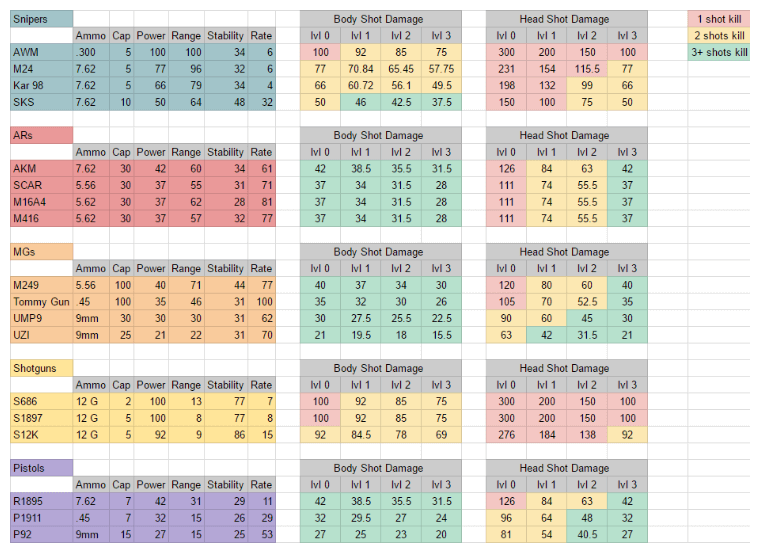 Snipers Body Shot Damage Head Shot Damage 1 shot kill
Ammo Cap Power Range Stability Rate lvl 0 lvl 1 lvl 2 lvl 3 lvl 0 lvl 1 lvl 2 lvl 3 2 shots kill
AWM .300 5 100 100 34 6 100 92 85 75 300 200 150 100 3+ shots kill
M24 7.62 5 77 96 32 6 77 70.84 65.45 57.75 231 154 115.5 77
Kar 98 7.62 5 66 79 34 4 66 60.72 56.1 49.5 198 132 99 66
SKS 7.62 10 50 64 48 32 50 46 42.5 37.5 150 100 75 50
ARs Body Shot Damage Head Shot Damage
Ammo Cap Power Range Stability Rate lvl 0 lvl 1 lvl 2 lvl 3 lvl 0 lvl 1 lvl 2 lvl 3
AKM 7.62 30 42 60 34 61 42 38.5 35.5 31.5 126 84 63 42
SCAR 5.56 30 37 55 31 71 37 34 31.5 28 111 74 55.5 37
M16A4 5.62 30 37 62 28 81 37 34 31.5 28 111 74 55.5 37
M416 5.62 30 37 57 32 77 37 34 31.5 28 111 74 55.5 37
MGs Body Shot Damage Head Shot Damage
Ammo Cap Power Range Stability Rate lvl 0 lvl 1 lvl 2 lvl 3 lvl 0 lvl 1 lvl 2 lvl 3
M249 5.56 100 40 71 44 77 40 37 34 30 120 80 60 40
Tommy Gun .45 100 35 46 31 100 35 32 30 26 105 70 52.5 35
UMP9 9mm 30 30 30 31 62 30 27.5 25.5 22.5 90 60 45 30
UZI 9mm 25 21 22 31 70 21 19.5 18 15.5 63 42 31.5 21
Shotguns Body Shot Damage Head Shot Damage
Ammo Cap Power Range Stability Rate lvl 0 lvl 1 lvl 2 lvl 3 lvl 0 lvl 1 lvl 2 lvl 3
S686 12 G 2 100 13 77 7 100 92 85 75 300 200 150 100
S1897 12 G 5 100 8 77 8 100 92 85 75 300 200 150 100
S12K 12 G 5 92 9 86 15 92 84.5 78 69 276 184 138 92
Pistols Body Shot Damage Head Shot Damage
Ammo Cap Power Range Stability Rate lvl 0 lvl 1 lvl 2 lvl 3 lvl 0 lvl 1 lvl 2 lvl 3
R1895 7.62 7 42 31 29 11 42 38.5 35.5 31.5 126 84 63 42
P1911 .45 7 32 15 26 29 32 29.5 27 24 96 64 48 32
P92 9mm 15 27 15 25 53 27 25 23 20 81 54 40.5 27